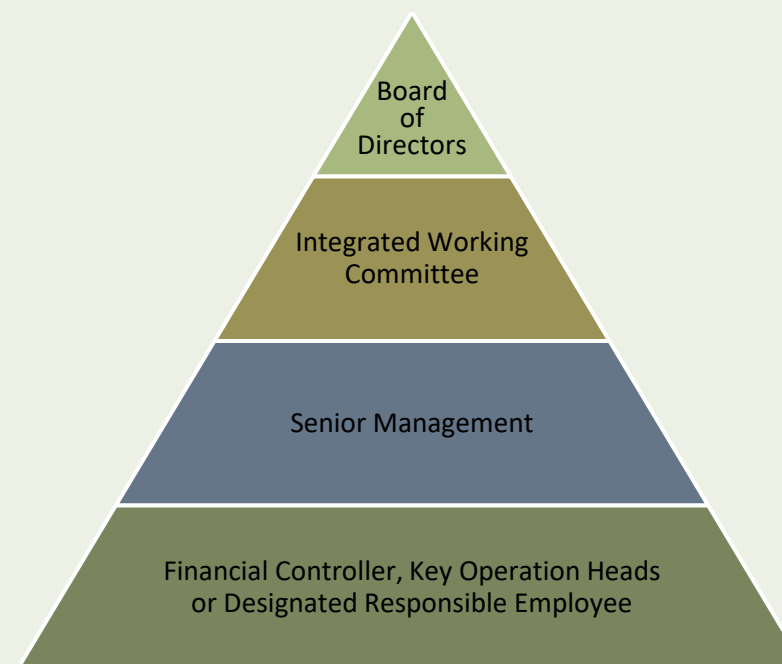 Board
of
Directors
Integrated Working
Committee
Senior Management
Financial Controller, Key Operation Heads
or Designated Responsible Employee